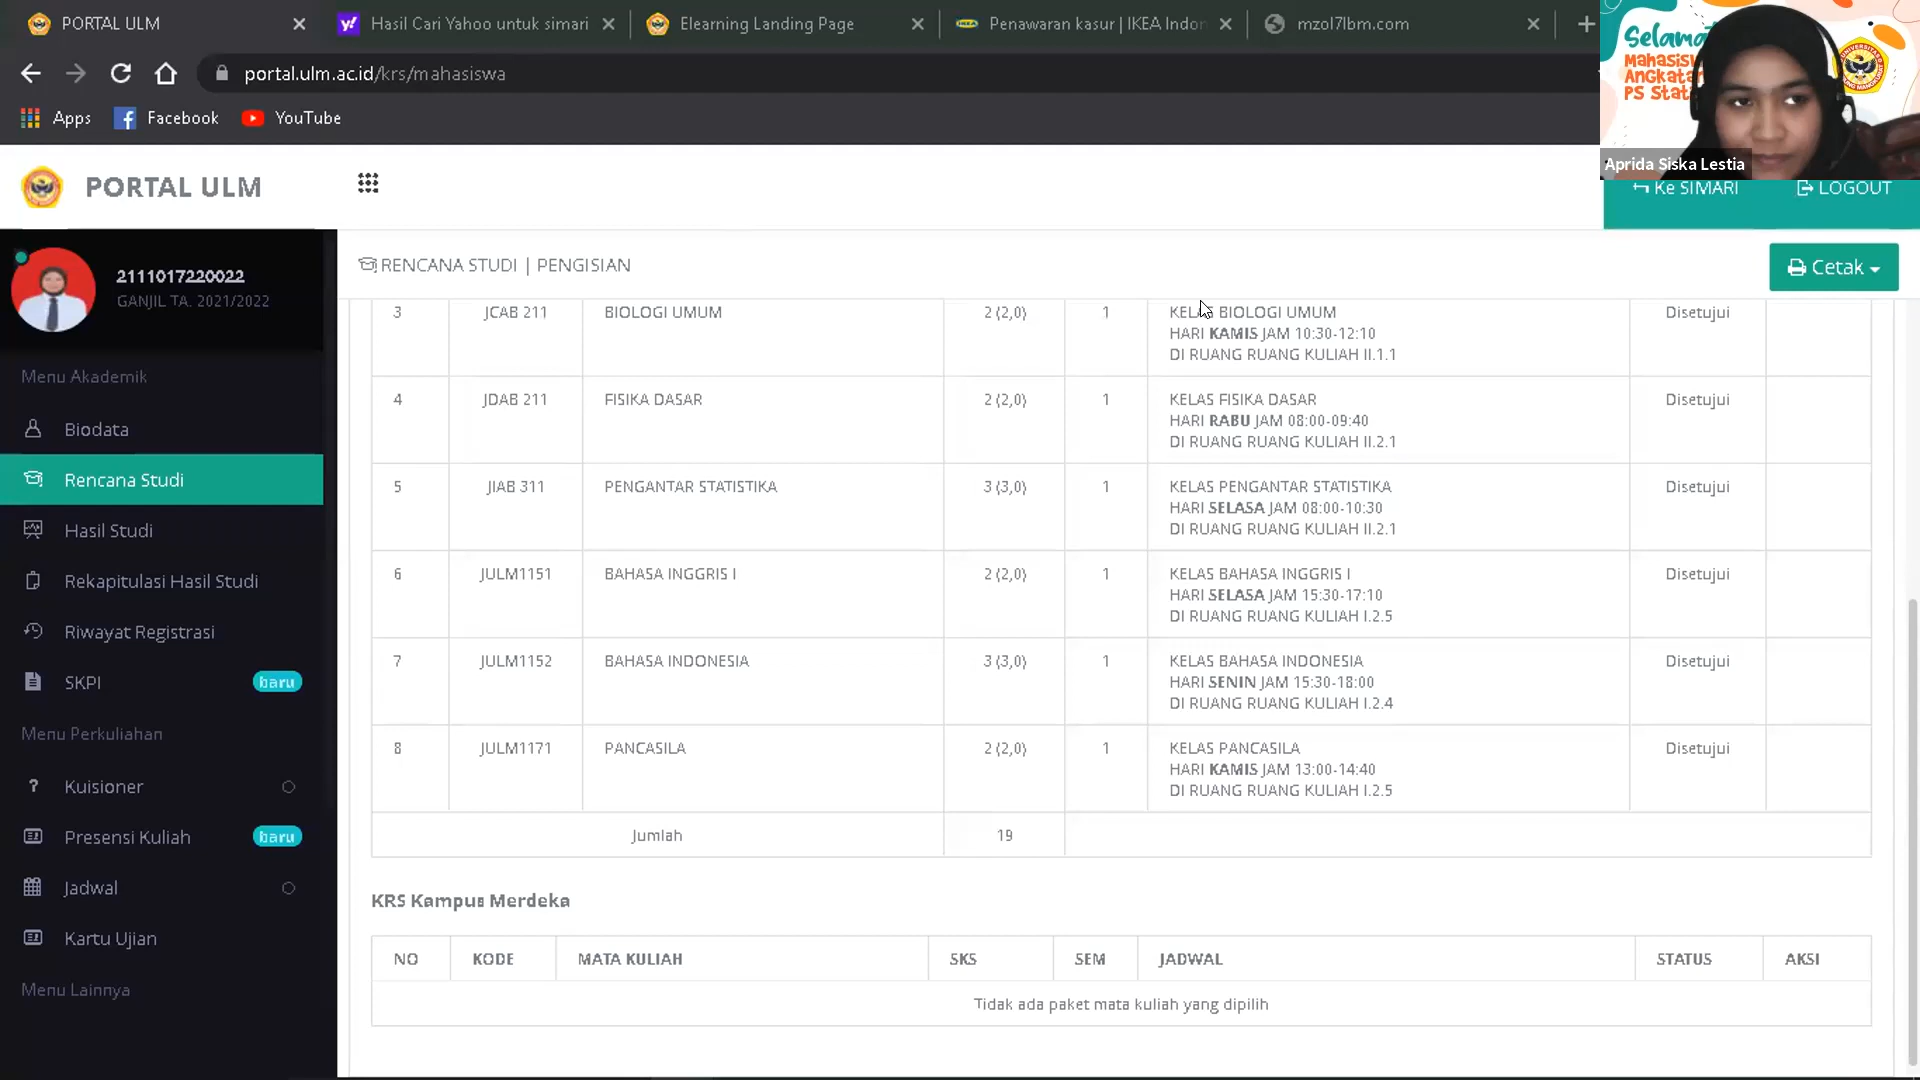 PORTAL ULM
Hasil Cari Yahoo untuk simari
Elearning Landing Page
Penawaran kasur | IKEA Indon
mzol7lbm.com
portal.ulm.ac.id/krs/mahasiswa
Apps
Facebook
YouTube
Selama
Mahasis
Angkata
PS Stat
Aprida Siska Lestia
PORTAL ULM
Ke SIMARI
LOGOUT
2111017220022
GANJIL TA. 2021/2022
Menu Akademik
Biodata
Rencana Studi
Hasil Studi
Rekapitulasi Hasil Studi
Riwayat Registrasi
SKPI baru
Menu Perkuliahan
Kuisioner
Presensi Kuliah baru
Jadwal
Kartu Ujian
Menu Lainnya
RENCANA STUDI | PENGISIAN
Cetak
3 JCAB 211 BIOLOGI UMUM 2 (2,0) 1 KELAS BIOLOGI UMUM Disetujui
HARI KAMIS JAM 10:30-12:10
DI RUANG RUANG KULIAH II.1.1
4 JDAB 211 FISIKA DASAR 2 (2,0) 1 KELAS FISIKA DASAR Disetujui
HARI RABU JAM 08:00-09:40
DI RUANG RUANG KULIAH II.2.1
5 JIAB 311 PENGANTAR STATISTIKA 3 (3,0) 1 KELAS PENGANTAR STATISTIKA Disetujui
HARI SELASA JAM 08:00-10:30
DI RUANG RUANG KULIAH II.2.1
6 JULM1151 BAHASA INGGRIS I 2 (2,0) 1 KELAS BAHASA INGGRIS I Disetujui
HARI SELASA JAM 15:30-17:10
DI RUANG RUANG KULIAH I.2.5
7 JULM1152 BAHASA INDONESIA 3 (3,0) 1 KELAS BAHASA INDONESIA Disetujui
HARI SENIN JAM 15:30-18:00
DI RUANG RUANG KULIAH I.2.4
8 JULM1171 PANCASILA 2 (2,0) 1 KELAS PANCASILA Disetujui
HARI KAMIS JAM 13:00-14:40
DI RUANG RUANG KULIAH I.2.5
Jumlah 19
KRS Kampus Merdeka
NO KODE MATA KULIAH SKS SEM JADWAL STATUS AKSI
Tidak ada paket mata kuliah yang dipilih